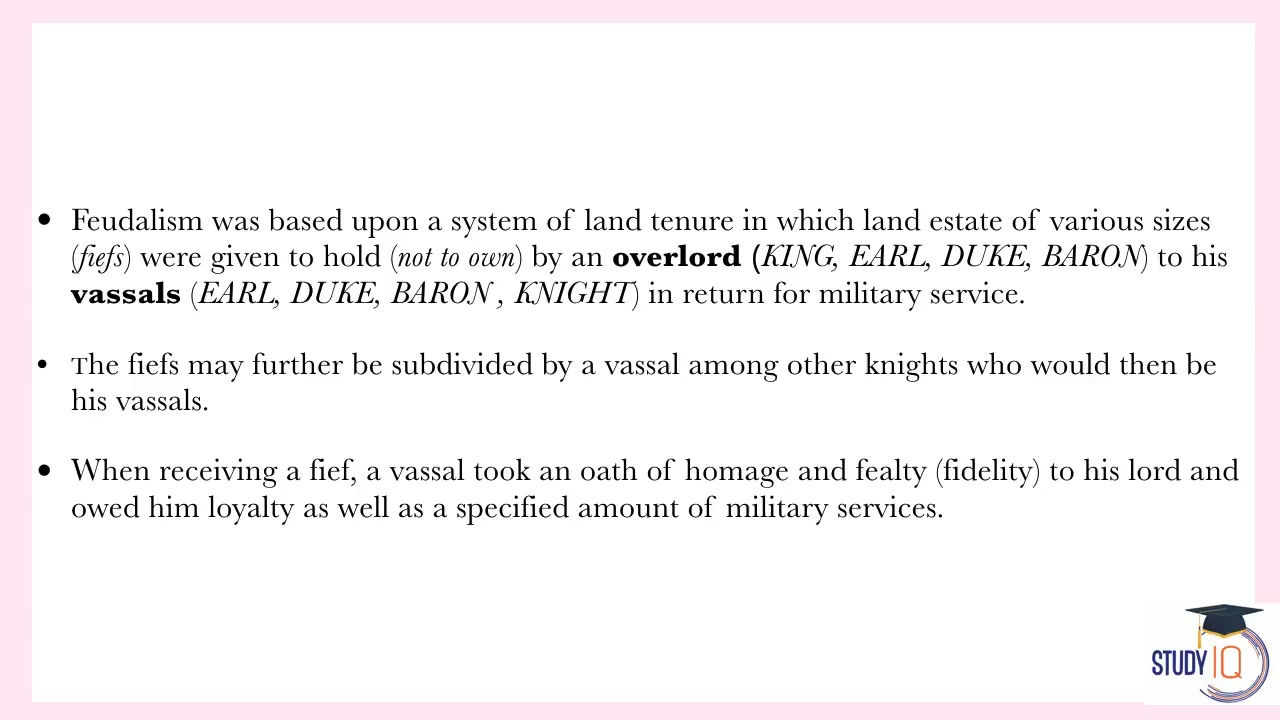 • Feudalism was based upon a system of land tenure in which land estate of various sizes
(fiefs) were given to hold (not to own) by an overlord (KING, EARL, DUKE, BARON) to his
vassals (EARL, DUKE, BARON , KNIGHT) in return for military service.
• The fiefs may further be subdivided by a vassal among other knights who would then be
his vassals.
• When receiving a fief, a vassal took an oath of homage and fealty (fidelity) to his lord and
owed him loyalty as well as a specified amount of military services.
STUDY IQ